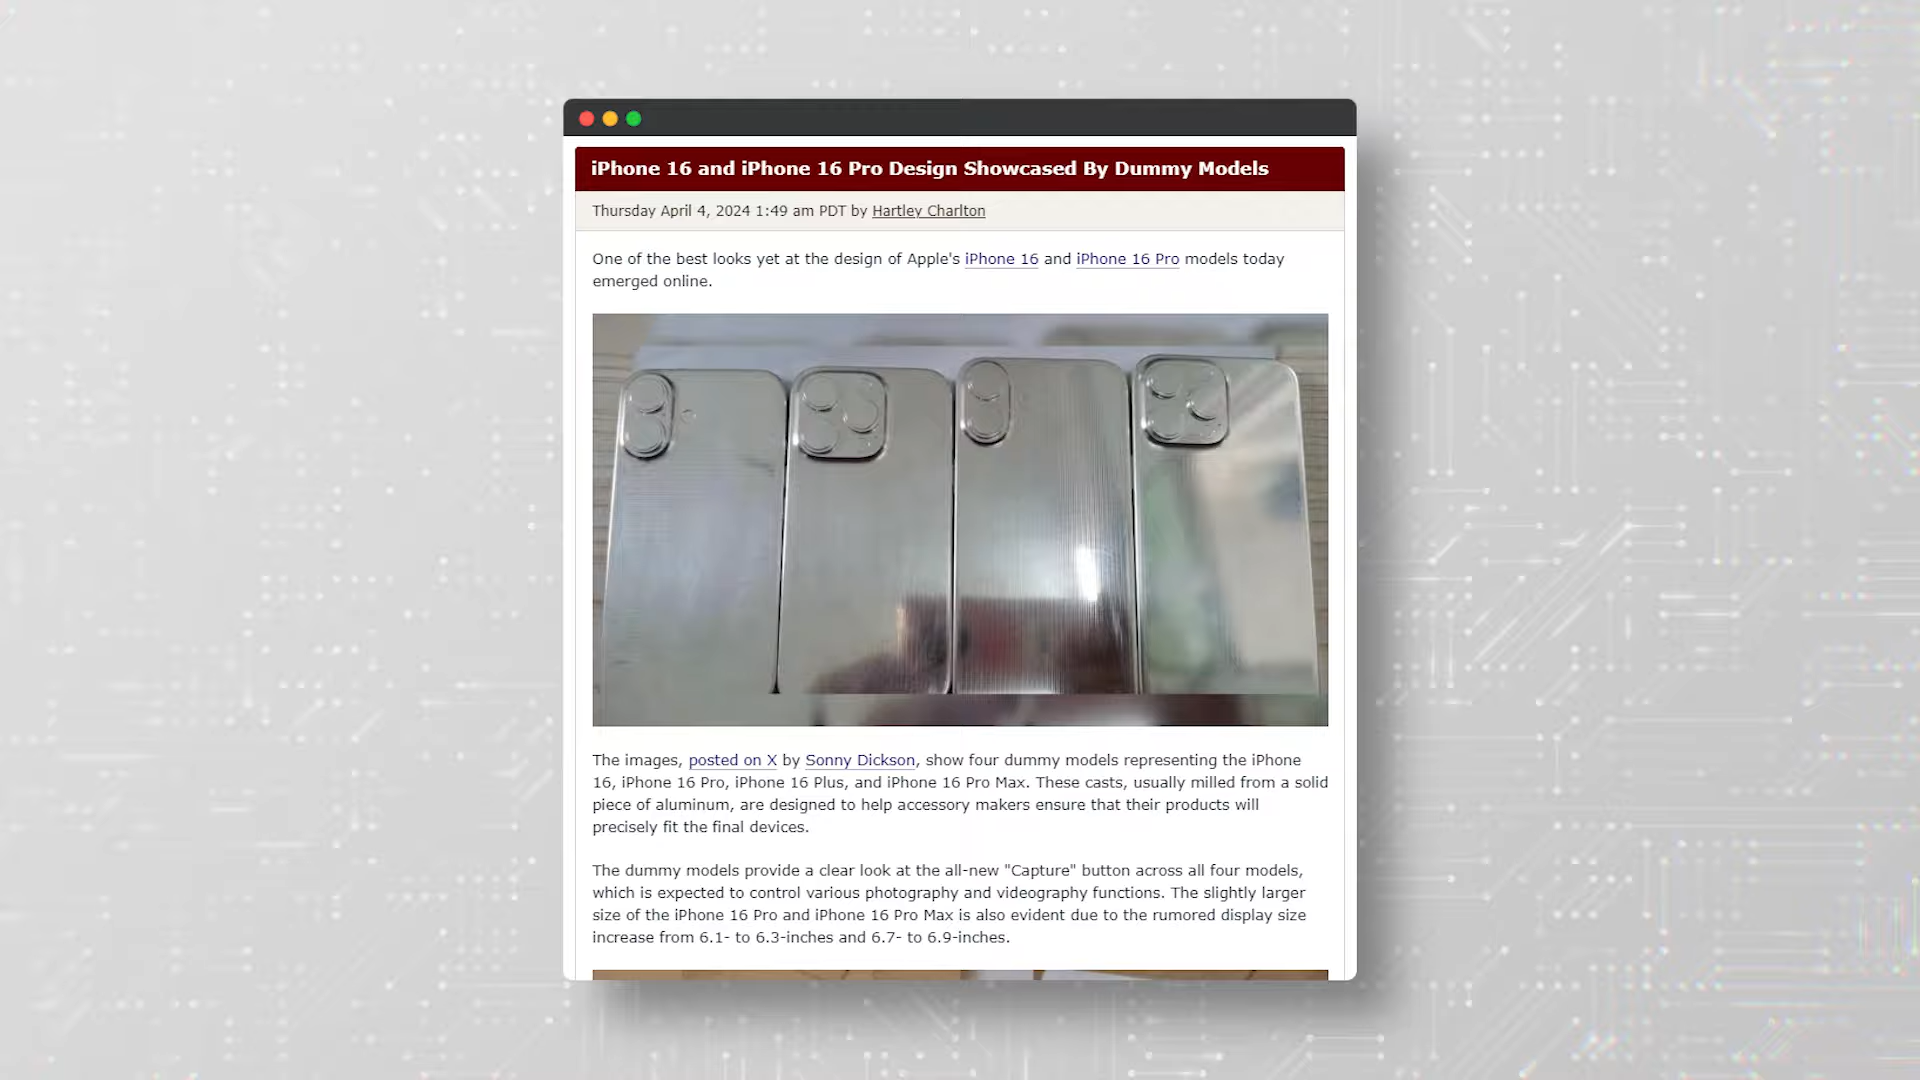 iPhone 16 and iPhone 16 Pro Design Showcased By Dummy Models
Thursday April 4, 2024 1:49 am PDT by Hartley Charlton
One of the best looks yet at the design of Apple's iPhone 16 and iPhone 16 Pro models today
emerged online.
The images, posted on X by Sonny Dickson, show four dummy models representing the iPhone
16, iPhone 16 Pro, iPhone 16 Plus, and iPhone 16 Pro Max. These casts, usually milled from a solid
piece of aluminum, are designed to help accessory makers ensure that their products will
precisely fit the final devices.
The dummy models provide a clear look at the all-new "Capture" button across all four models,
which is expected to control various photography and videography functions. The slightly larger
size of the iPhone 16 Pro and iPhone 16 Pro Max is also evident due to the rumored display size
increase from 6.1- to 6.3-inches and 6.7- to 6.9-inches.